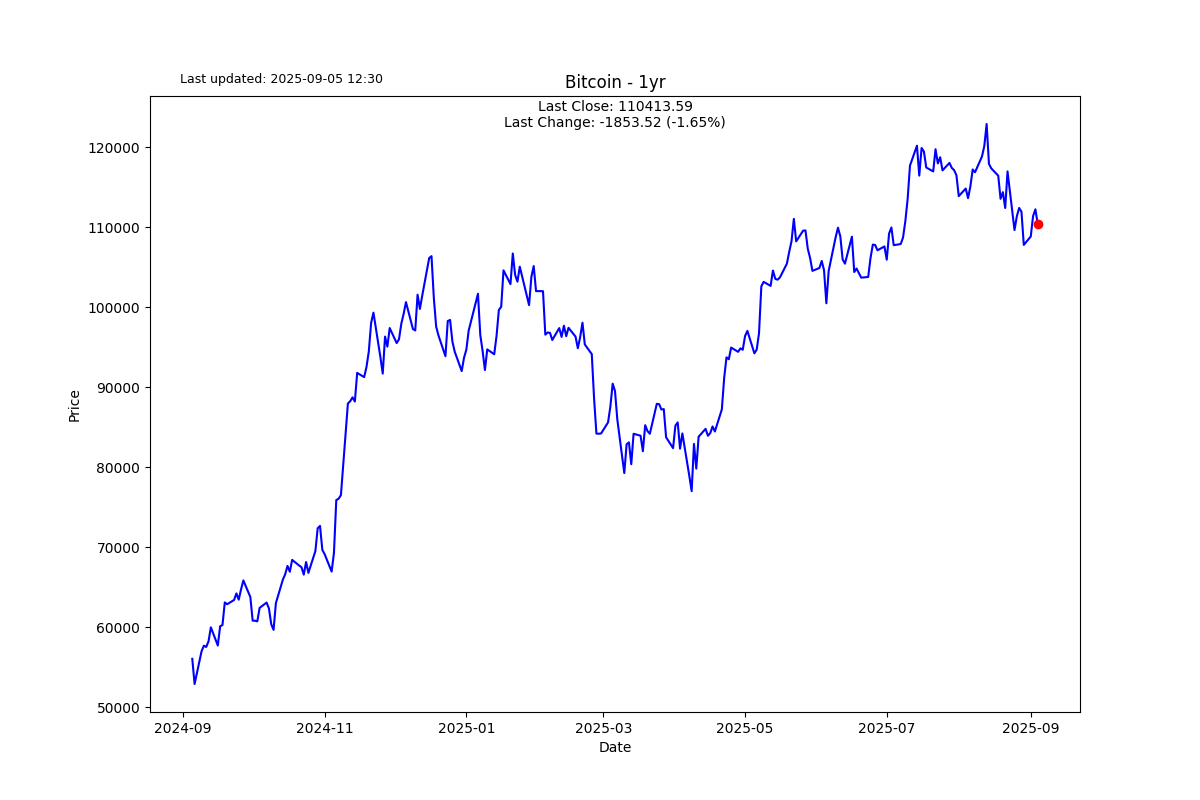 Last updated: 2025-09-05 12:30
Bitcoin - 1yr
Last Close: 110413.59
Last Change: -1853.52 (-1.65%)
120000
110000
100000
90000
80000
70000
60000
50000
Price
2024-09
2024-11
2025-01
2025-03
2025-05
2025-07
2025-09
Date